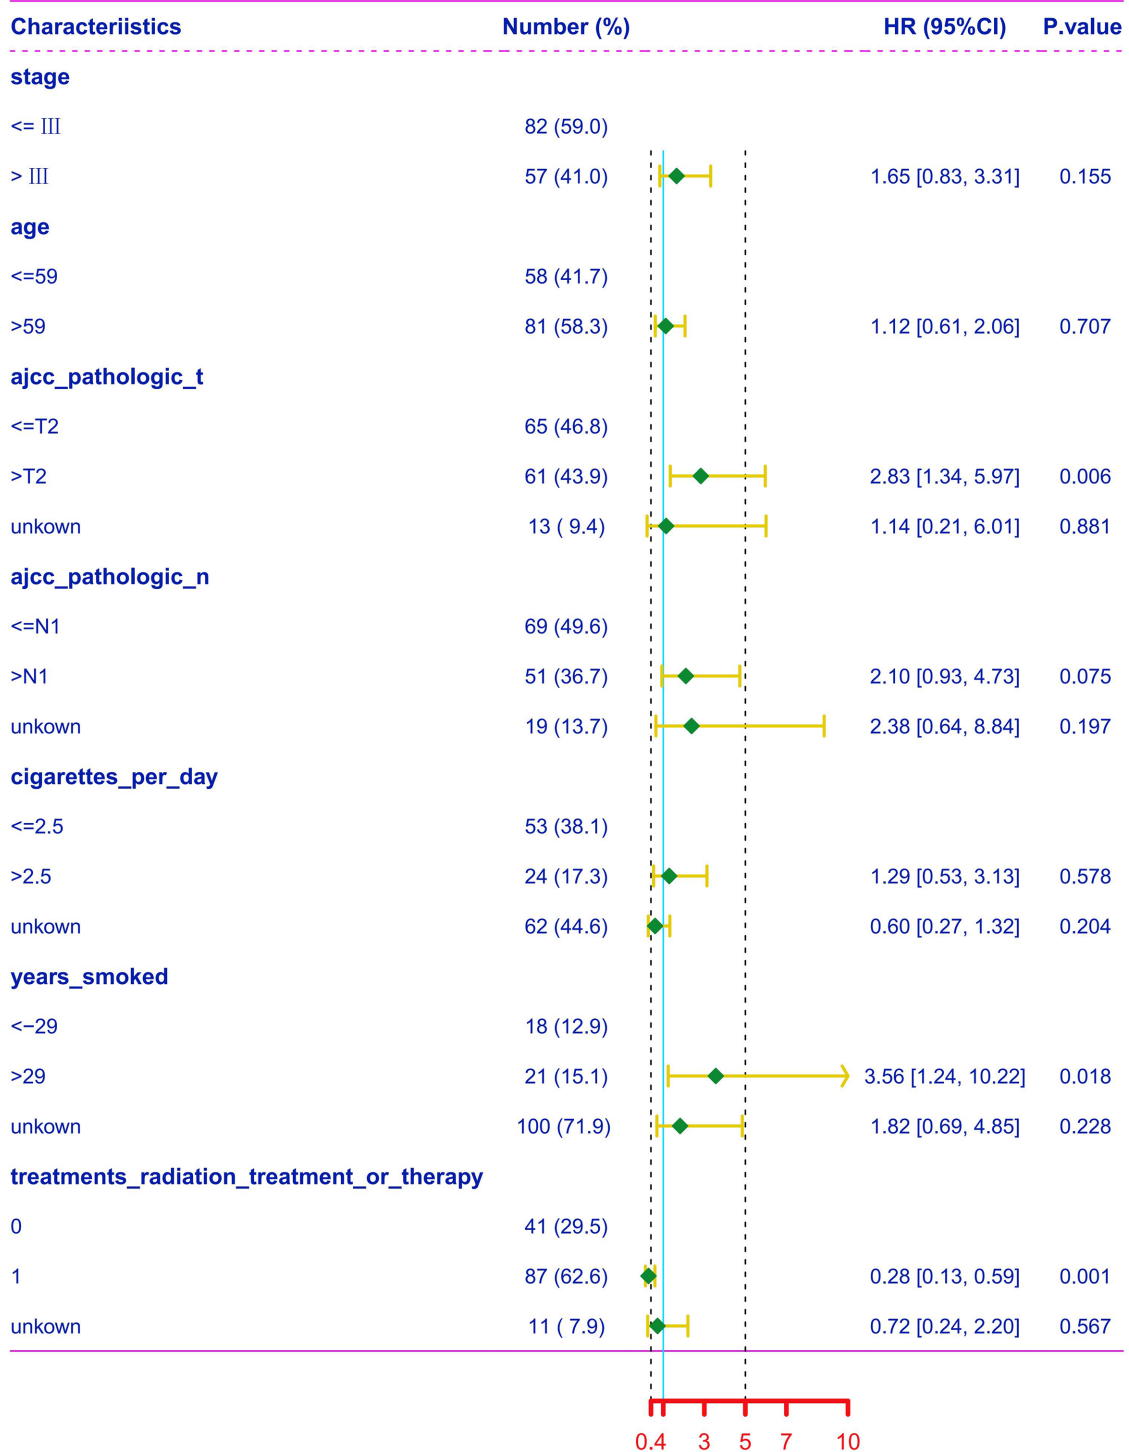 Characteriistics Number (%) HR (95%CI) P.value
stage
<= III 82 (59.0)
> III 57 (41.0) 1.65 [0.83, 3.31] 0.155
age
<=59 58 (41.7)
>59 81 (58.3) 1.12 [0.61, 2.06] 0.707
ajcc_pathologic_t
<=T2 65 (46.8)
>T2 61 (43.9) 2.83 [1.34, 5.97] 0.006
unkown 13 ( 9.4) 1.14 [0.21, 6.01] 0.881
ajcc_pathologic_n
<=N1 69 (49.6)
>N1 51 (36.7) 2.10 [0.93, 4.73] 0.075
unkown 19 (13.7) 2.38 [0.64, 8.84] 0.197
cigarettes_per_day
<=2.5 53 (38.1)
>2.5 24 (17.3) 1.29 [0.53, 3.13] 0.578
unkown 62 (44.6) 0.60 [0.27, 1.32] 0.204
years_smoked
<−29 18 (12.9)
>29 21 (15.1) 3.56 [1.24, 10.22] 0.018
unkown 100 (71.9) 1.82 [0.69, 4.85] 0.228
treatments_radiation_treatment_or_therapy
0 41 (29.5)
1 87 (62.6) 0.28 [0.13, 0.59] 0.001
unkown 11 ( 7.9) 0.72 [0.24, 2.20] 0.567
0.4 3 5 7 10